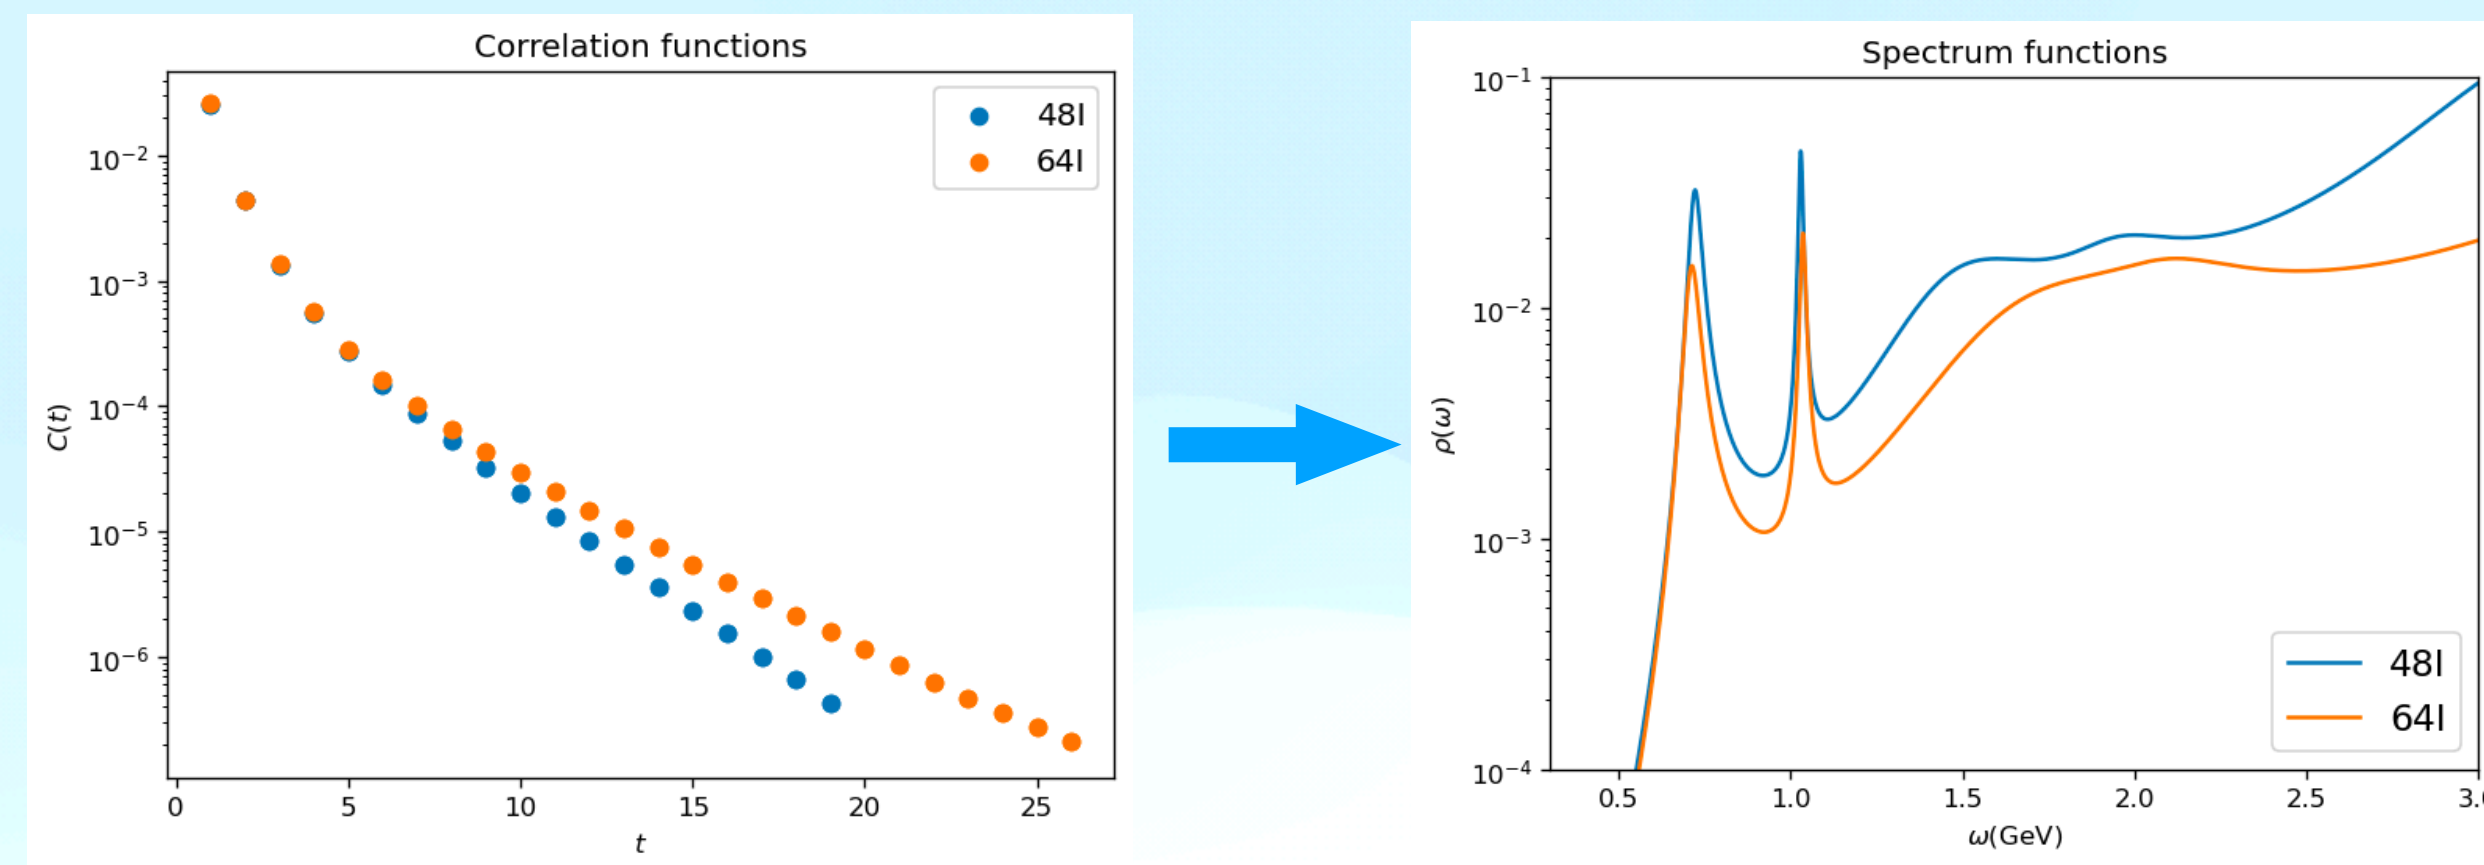 Correlation functions
48I
64I
10⁻²
10⁻³
10⁻⁴
10⁻⁵
10⁻⁶
C(t)
0 5 10 15 20 25
t
Spectrum functions
10⁻¹
10⁻²
10⁻³
10⁻⁴
ρ(ω)
48I
64I
0.5 1.0 1.5 2.0 2.5
ω(GeV)